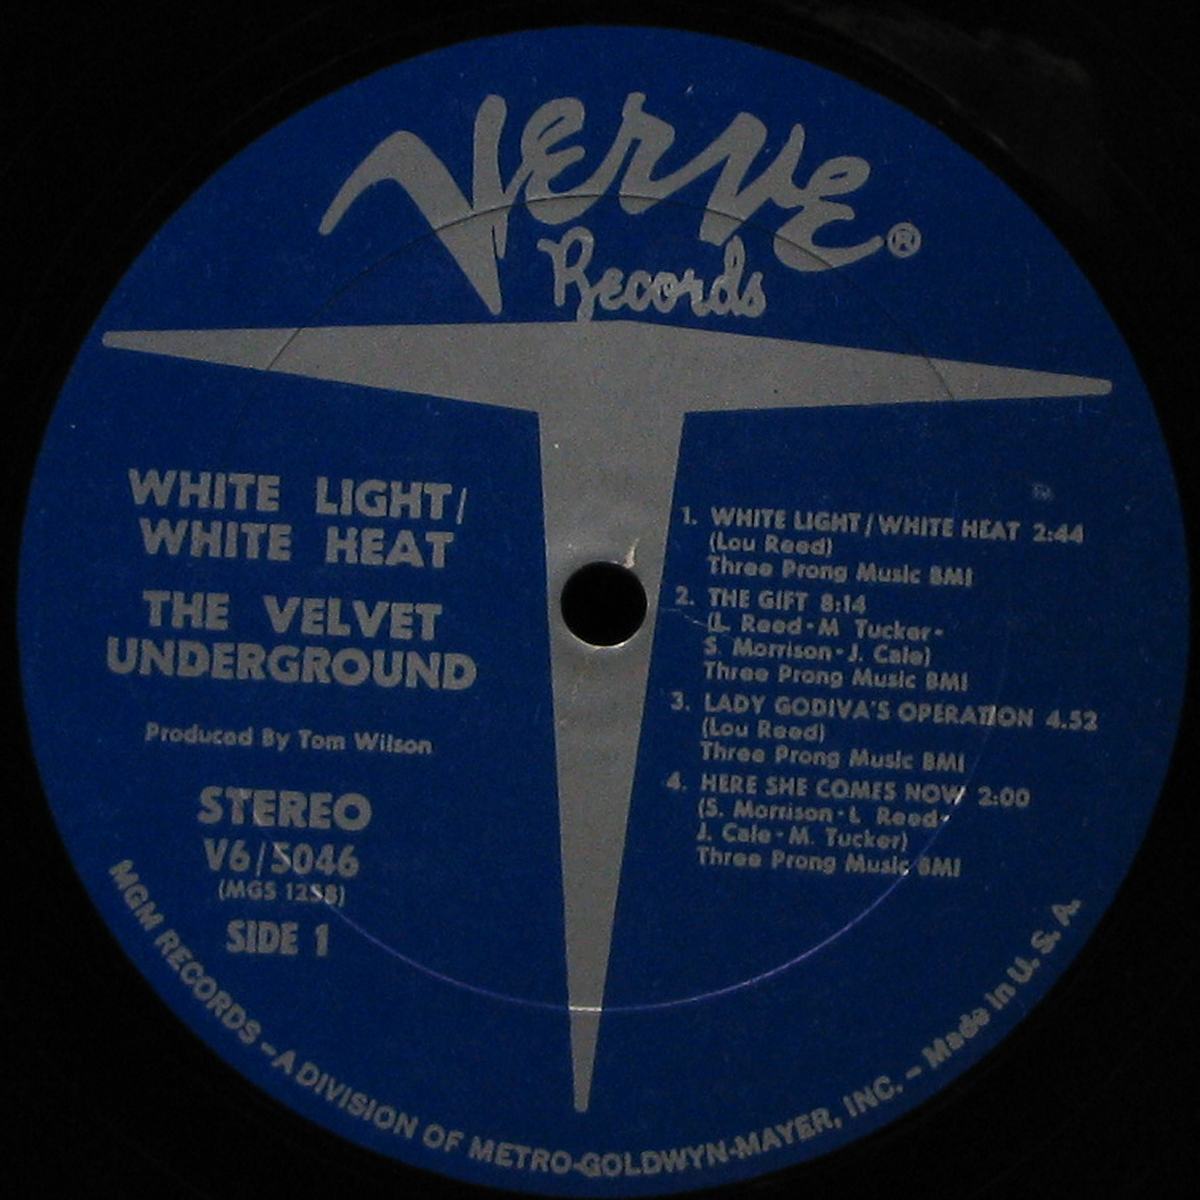 Verve ®
Records
WHITE LIGHT/
WHITE HEAT
THE VELVET
UNDERGROUND
Produced By Tom Wilson
STEREO
V6/5046
(MGS 1258)
SIDE 1
1. WHITE LIGHT/WHITE HEAT 2:44
(Lou Reed)
Three Prong Music BMI
2. THE GIFT 8:14
(L Reed-M Tucker-
S. Morrison-J. Cale)
Three Prong Music BMI
3. LADY GODIVA'S OPERATION 4.52
(Lou Reed)
Three Prong Music BMI
4. HERE SHE COMES NOW 2:00
(S. Morrison-L Reed-
J. Cale-M. Tucker)
Three Prong Music BMI
MGM RECORDS – A DIVISION OF METRO-GOLDWYN-MAYER, INC. – Made in U. S. A.